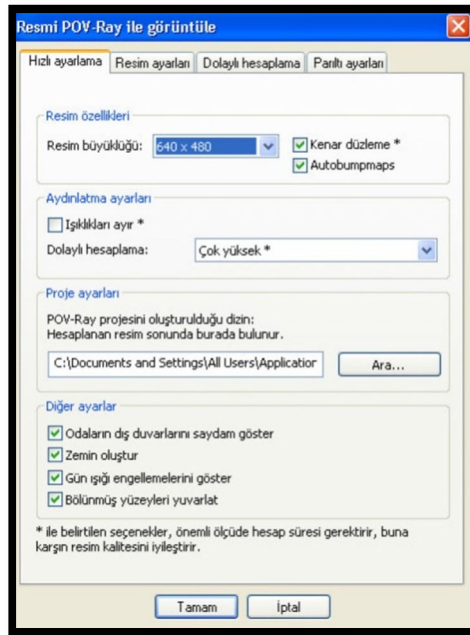 Resmi POV-Ray ile görüntüle
Hızlı ayarlama Resim ayarları Dolaylı hesaplama Parıltı ayarları
Resim özellikleri
Resim büyüklüğü: 640 x 480 Kenar düzleme *
Autobumpmaps
Aydınlatma ayarları
Işıklıkları ayır *
Dolaylı hesaplama: Çok yüksek *
Proje ayarları
POV-Ray projesini oluşturulduğu dizin:
Hesaplanan resim sonunda burada bulunur.
C:\Documents and Settings\All Users\Application Ara...
Diğer ayarlar
Odaların dış duvarlarını saydam göster
Zemin oluştur
Gün ışığı engellemelerini göster
Bölünmüş yüzeyleri yuvarlat
* ile belirtilen seçenekler, önemli ölçüde hesap süresi gerektirir, buna
karşın resim kalitesini iyileştirir.
Tamam İptal